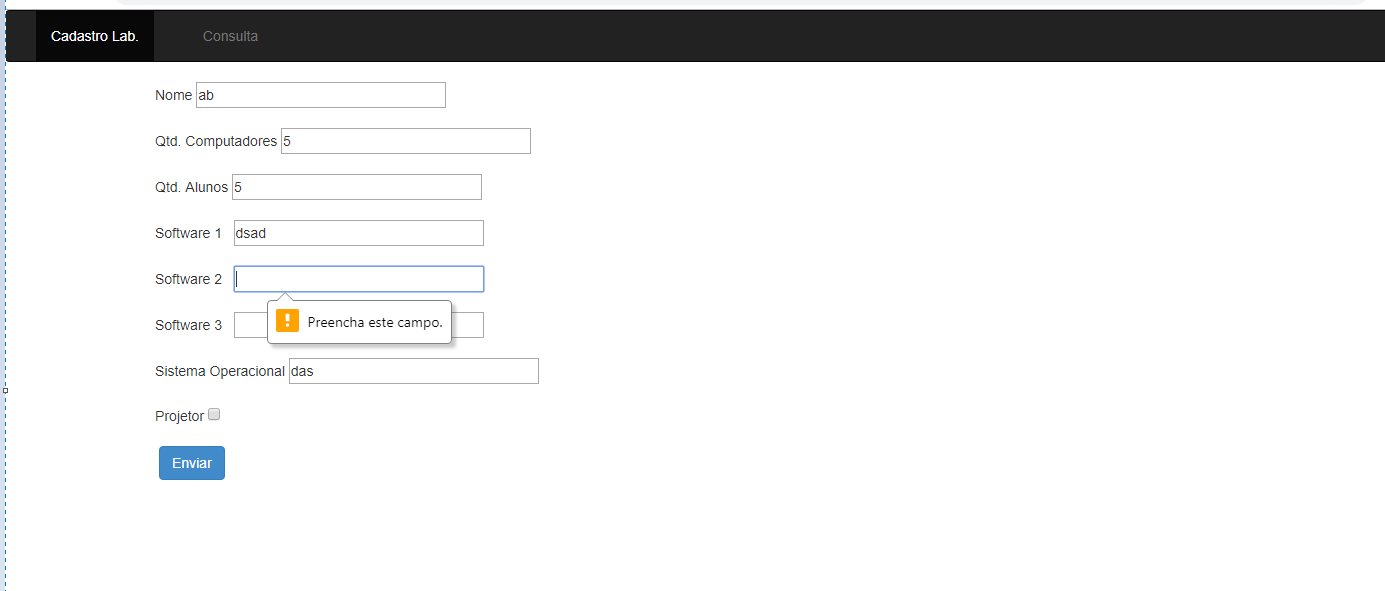 Cadastro Lab. Consulta
Nome ab
Qtd. Computadores 5
Qtd. Alunos 5
Software 1 dsad
Software 2
! Preencha este campo.
Software 3
Sistema Operacional das
Projetor
Enviar